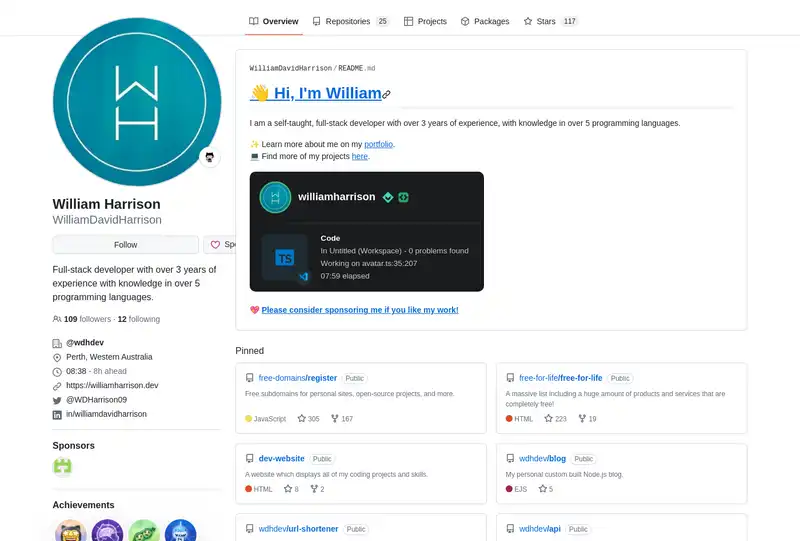 Overview Repositories 25 Projects Packages Stars 117
WilliamDavidHarrison/README.md
👋 Hi, I'm William
I am a self-taught, full-stack developer with over 3 years of experience, with knowledge in over 5 programming languages.
✨ Learn more about me on my portfolio.
💻 Find more of my projects here.
williamharrison
TS
Code
In Untitled (Workspace) - 0 problems found
Working on avatar.ts:35:207
07:59 elapsed
💖 Please consider sponsoring me if you like my work!
WH
William Harrison
WilliamDavidHarrison
Follow
Spo
Full-stack developer with over 3 years of
experience with knowledge in over 5
programming languages.
109 followers · 12 following
@wdhdev
Perth, Western Australia
08:38 - 8h ahead
https://williamharrison.dev
@WDHarrison09
in/williamdavidharrison
Sponsors
Achievements
Pinned
free-domains/register Public
Free subdomains for personal sites, open-source projects, and more.
JavaScript 305 167
free-for-life/free-for-life Public
A massive list including a huge amount of products and services that are
completely free!
HTML 223 19
dev-website Public
A website which displays all of my coding projects and skills.
HTML 8 2
wdhdev/blog Public
My personal custom built Node.js blog.
EJS 5
wdhdev/url-shortener Public
wdhdev/api Public